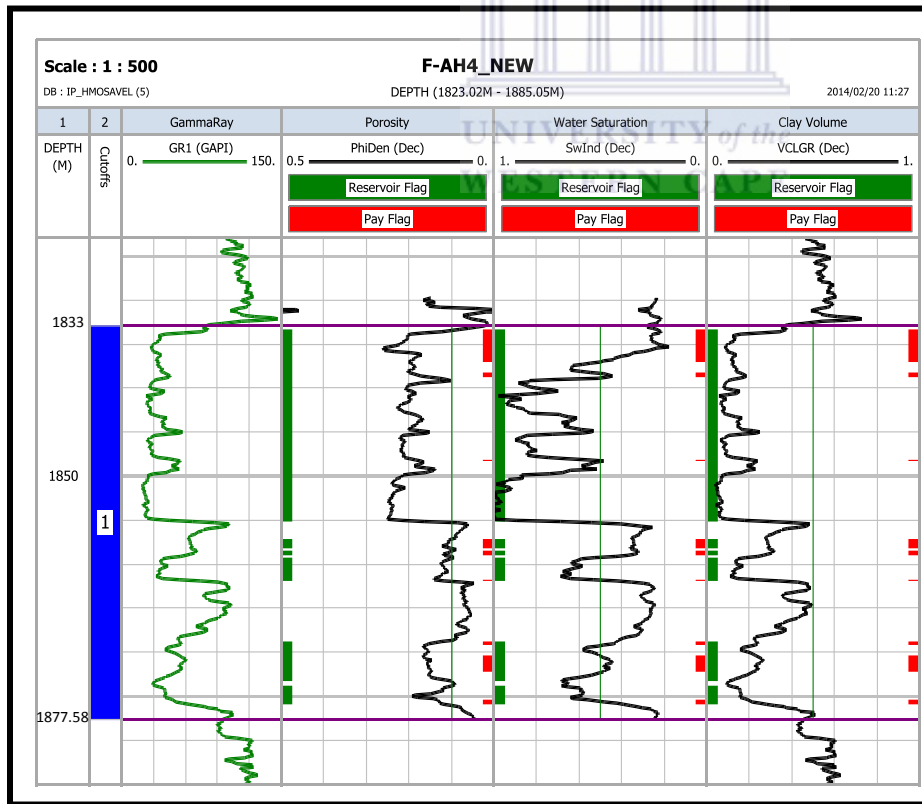 Scale : 1 : 500
F-AH4_NEW
DB : IP_HMOSAVEL (5)
DEPTH (1823.02M - 1885.05M)
2014/02/20 11:27
UNIVERSITY of the
WESTERN CAPE
1
2
GammaRay
Porosity
Water Saturation
Clay Volume
DEPTH
(M)
Cutoffs
GR1 (GAPI)
0.
150.
PhiDen (Dec)
0.5
0.
SwInd (Dec)
1.
0.
VCLGR (Dec)
0.
1.
Reservoir Flag
Reservoir Flag
Reservoir Flag
Pay Flag
Pay Flag
Pay Flag
1833
1850
1
1877.58